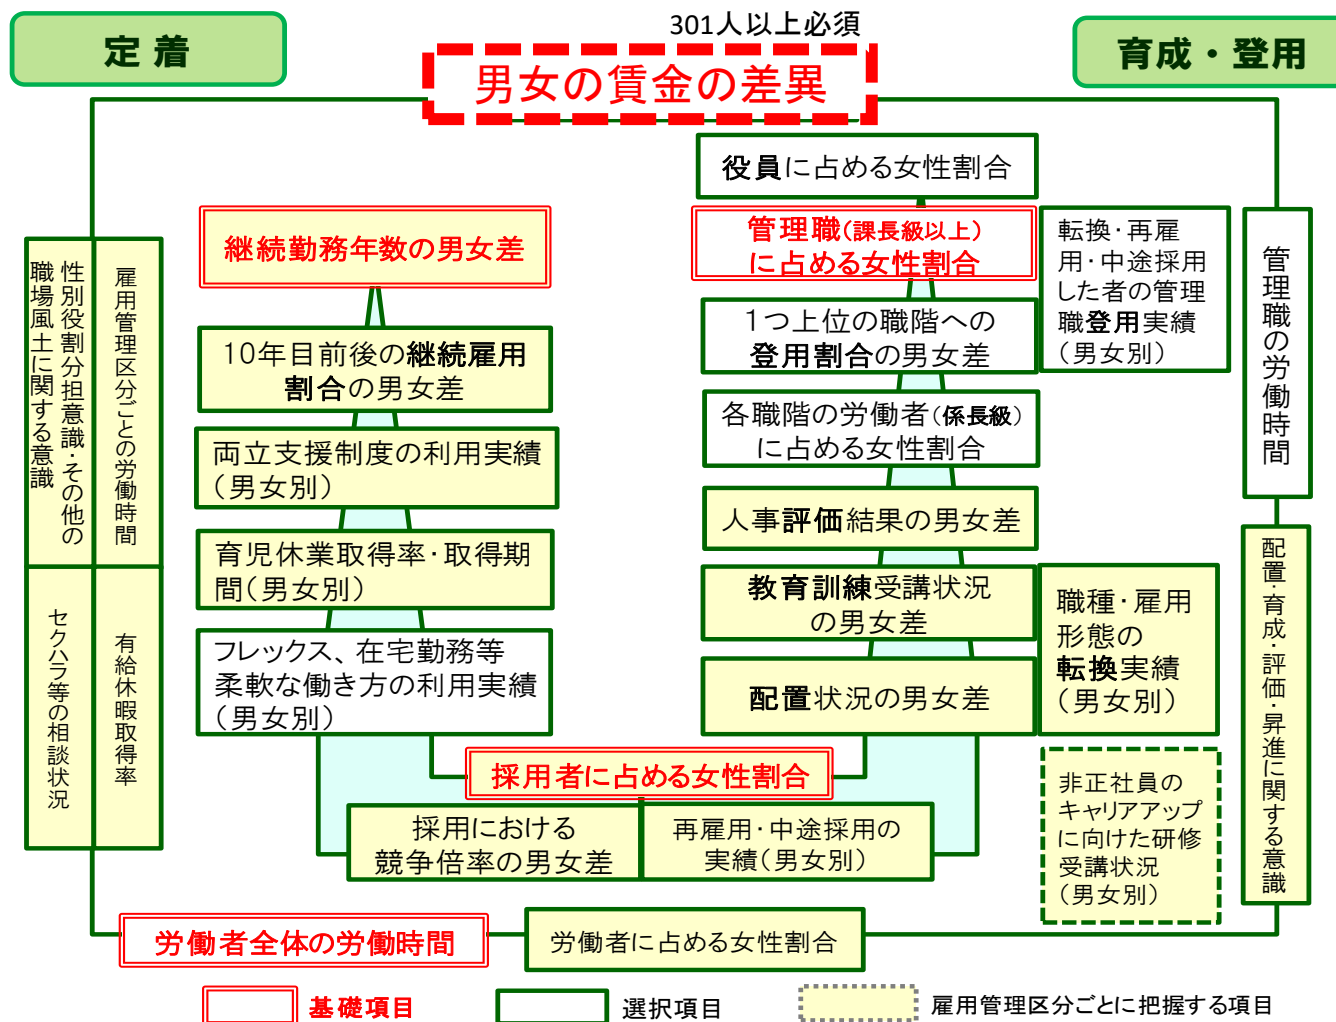 301人以上必須
定 着
男女の賃金の差異
育成・登用
役員に占める女性割合
継続勤務年数の男女差
管理職(課長級以上)
に占める女性割合
転換・再雇
用・中途採用
した者の管理
職登用実績
(男女別)
管理職の労働時間
性別役割分担意識・その他の
職場風土に関する意識
雇用管理区分ごとの労働時間
10年目前後の継続雇用
割合の男女差
1つ上位の職階への
登用割合の男女差
両立支援制度の利用実績
(男女別)
各職階の労働者(係長級)
に占める女性割合
人事評価結果の男女差
育児休業取得率・取得期
間(男女別)
教育訓練受講状況
の男女差
職種・雇用
形態の
転換実績
(男女別)
配置・育成・評価・昇進に関する意識
セクハラ等の相談状況
有給休暇取得率
フレックス、在宅勤務等
柔軟な働き方の利用実績
(男女別)
配置状況の男女差
採用者に占める女性割合
非正社員の
キャリアアップ
に向けた研修
受講状況
(男女別)
採用における
競争倍率の男女差
再雇用・中途採用の
実績(男女別)
労働者全体の労働時間
労働者に占める女性割合
基礎項目
選択項目
雇用管理区分ごとに把握する項目